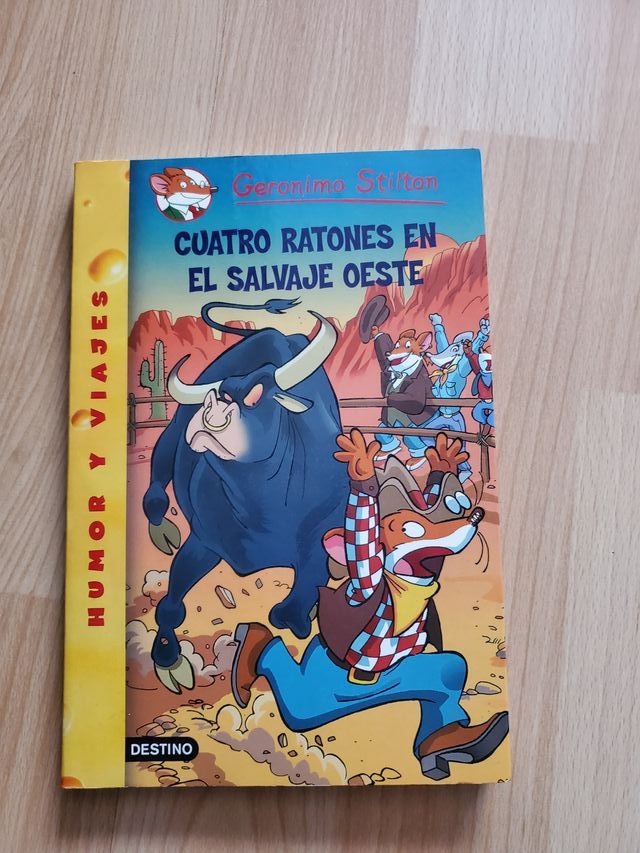 Geronimo Stilton
CUATRO RATONES EN
EL SALVAJE OESTE
HUMOR Y VIAJES
DESTINO